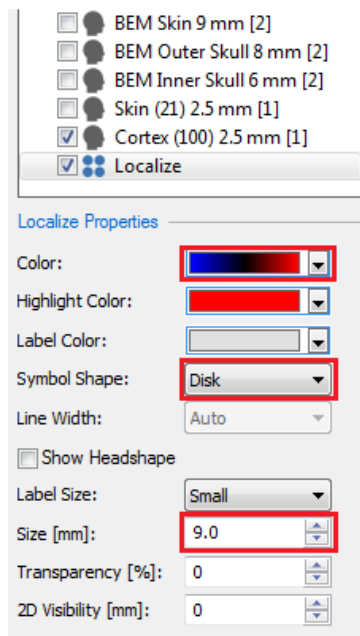 BEM Skin 9 mm [2]
BEM Outer Skull 8 mm [2]
BEM Inner Skull 6 mm [2]
Skin (21) 2.5 mm [1]
Cortex (100) 2.5 mm [1]
Localize
Localize Properties
Color:
Highlight Color:
Label Color:
Symbol Shape: Disk
Line Width: Auto
Show Headshape
Label Size: Small
Size [mm]: 9.0
Transparency [%]: 0
2D Visibility [mm]: 0